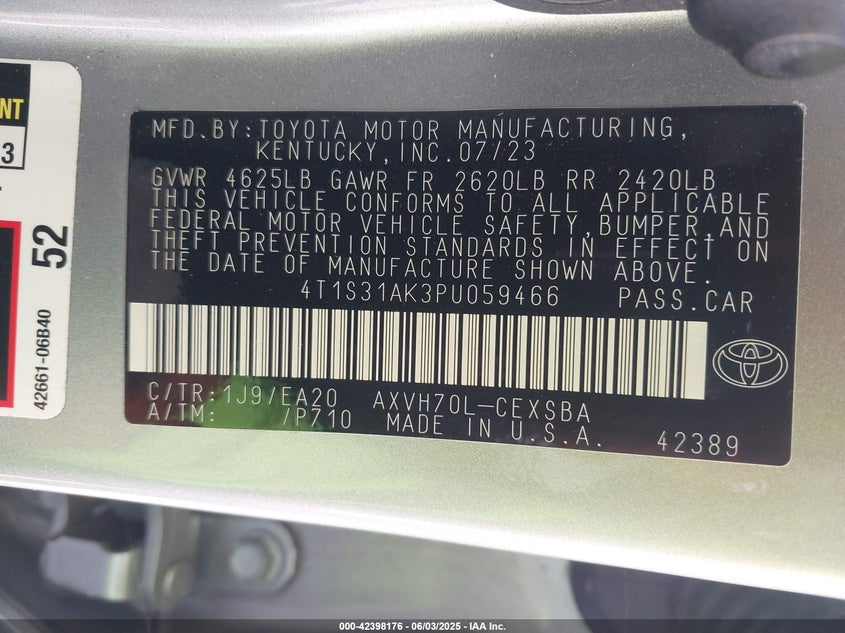 NT
3
52
42661-06B40
MFD.BY:TOYOTA MOTOR MANUFACTURING,
KENTUCKY,INC.07/23
GVWR 4625LB GAWR FR 2620LB RR 2420LB
THIS VEHICLE CONFORMS TO ALL APPLICABLE
FEDERAL MOTOR VEHICLE SAFETY,BUMPER,AND
THEFT PREVENTION STANDARDS IN EFFECT ON
THE DATE OF MANUFACTURE SHOWN ABOVE.
4T1S31AK3PU059466 PASS.CAR
C/TR:1J9/EA20 AXVH70L-CEXSBA
A/TM: /P710 MADE IN U.S.A. 42389
000-42398176 - 06/03/2025 - IAA Inc.